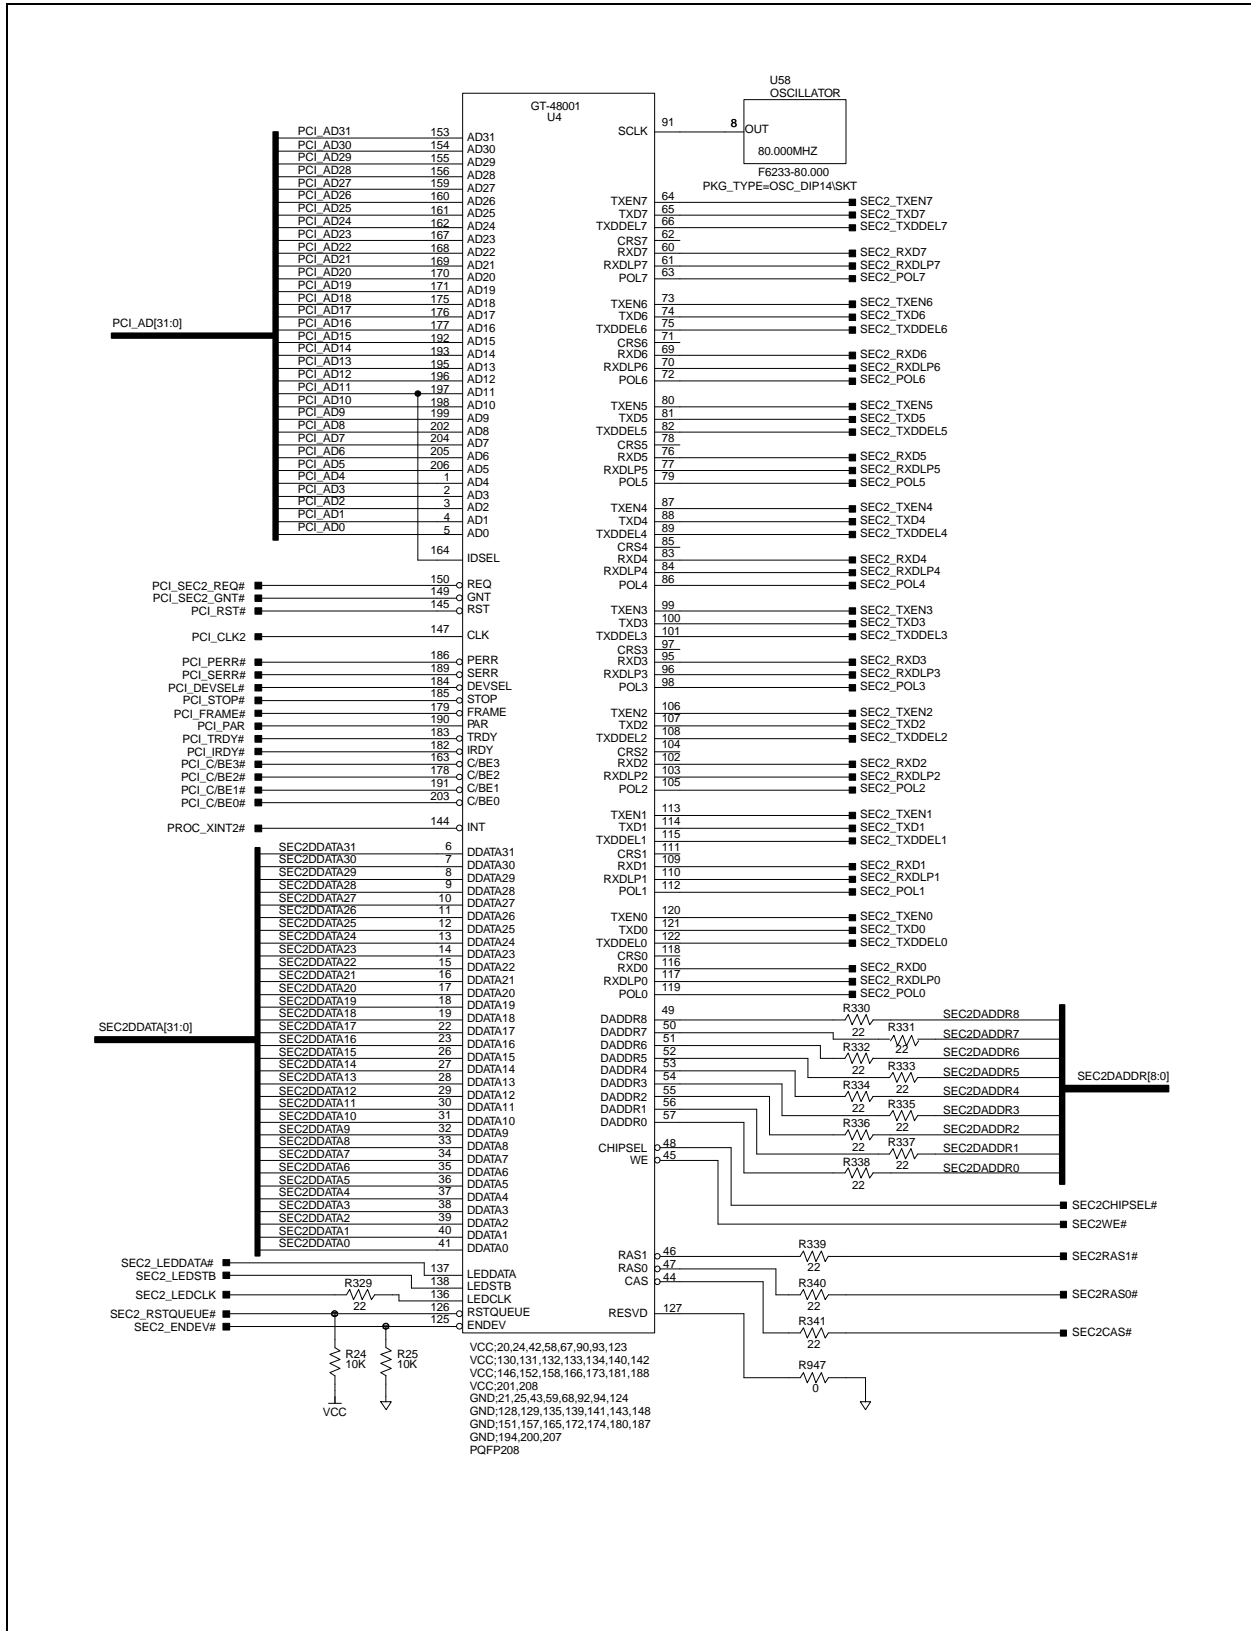 U58
OSCILLATOR
GT-48001
U4
SCLK 91 8 OUT
80.000MHZ
F6233-80.000
PKG_TYPE=OSC_DIP14\SKT
PCI_AD[31:0]
PCI_AD31 153 AD31
PCI_AD30 154 AD30
PCI_AD29 155 AD29
PCI_AD28 156 AD28
PCI_AD27 159 AD27
PCI_AD26 160 AD26
PCI_AD25 161 AD25
PCI_AD24 162 AD24
PCI_AD23 167 AD23
PCI_AD22 168 AD22
PCI_AD21 169 AD21
PCI_AD20 170 AD20
PCI_AD19 171 AD19
PCI_AD18 175 AD18
PCI_AD17 176 AD17
PCI_AD16 177 AD16
PCI_AD15 192 AD15
PCI_AD14 193 AD14
PCI_AD13 195 AD13
PCI_AD12 196 AD12
PCI_AD11 197 AD11
PCI_AD10 198 AD10
PCI_AD9 199 AD9
PCI_AD8 202 AD8
PCI_AD7 204 AD7
PCI_AD6 205 AD6
PCI_AD5 206 AD5
PCI_AD4 1 AD4
PCI_AD3 2 AD3
PCI_AD2 3 AD2
PCI_AD1 4 AD1
PCI_AD0 5 AD0
164 IDSEL
PCI_SEC2_REQ# 150 REQ
PCI_SEC2_GNT# 149 GNT
PCI_RST# 145 RST
PCI_CLK2 147 CLK
PCI_PERR# 186 PERR
PCI_SERR# 189 SERR
PCI_DEVSEL# 184 DEVSEL
PCI_STOP# 185 STOP
PCI_FRAME# 179 FRAME
PCI_PAR 190 PAR
PCI_TRDY# 183 TRDY
PCI_IRDY# 182 IRDY
PCI_C/BE3# 163 C/BE3
PCI_C/BE2# 178 C/BE2
PCI_C/BE1# 191 C/BE1
PCI_C/BE0# 203 C/BE0
PROC_XINT2# 144 INT
SEC2DDATA[31:0]
SEC2DDATA31 6 DDATA31
SEC2DDATA30 7 DDATA30
SEC2DDATA29 8 DDATA29
SEC2DDATA28 9 DDATA28
SEC2DDATA27 10 DDATA27
SEC2DDATA26 11 DDATA26
SEC2DDATA25 12 DDATA25
SEC2DDATA24 13 DDATA24
SEC2DDATA23 14 DDATA23
SEC2DDATA22 15 DDATA22
SEC2DDATA21 16 DDATA21
SEC2DDATA20 17 DDATA20
SEC2DDATA19 18 DDATA19
SEC2DDATA18 19 DDATA18
SEC2DDATA17 22 DDATA17
SEC2DDATA16 23 DDATA16
SEC2DDATA15 26 DDATA15
SEC2DDATA14 27 DDATA14
SEC2DDATA13 28 DDATA13
SEC2DDATA12 29 DDATA12
SEC2DDATA11 30 DDATA11
SEC2DDATA10 31 DDATA10
SEC2DDATA9 32 DDATA9
SEC2DDATA8 33 DDATA8
SEC2DDATA7 34 DDATA7
SEC2DDATA6 35 DDATA6
SEC2DDATA5 36 DDATA5
SEC2DDATA4 37 DDATA4
SEC2DDATA3 38 DDATA3
SEC2DDATA2 39 DDATA2
SEC2DDATA1 40 DDATA1
SEC2DDATA0 41 DDATA0
SEC2_LEDDATA# 137 LEDDATA
SEC2_LEDSTB 138 LEDSTB
SEC2_LEDCLK R329 22 136 LEDCLK
SEC2_RSTQUEUE# 126 RSTQUEUE
SEC2_ENDEV# 125 ENDEV
R24 10K
R25 10K
VCC
TXEN7 64 SEC2_TXEN7
TXD7 65 SEC2_TXD7
TXDDEL7 66 SEC2_TXDDEL7
CRS7 62
RXD7 60 SEC2_RXD7
RXDLP7 61 SEC2_RXDLP7
POL7 63 SEC2_POL7
TXEN6 73 SEC2_TXEN6
TXD6 74 SEC2_TXD6
TXDDEL6 75 SEC2_TXDDEL6
CRS6 71
RXD6 69 SEC2_RXD6
RXDLP6 70 SEC2_RXDLP6
POL6 72 SEC2_POL6
TXEN5 80 SEC2_TXEN5
TXD5 81 SEC2_TXD5
TXDDEL5 82 SEC2_TXDDEL5
CRS5 78
RXD5 76 SEC2_RXD5
RXDLP5 77 SEC2_RXDLP5
POL5 79 SEC2_POL5
TXEN4 87 SEC2_TXEN4
TXD4 88 SEC2_TXD4
TXDDEL4 89 SEC2_TXDDEL4
CRS4 85
RXD4 83 SEC2_RXD4
RXDLP4 84 SEC2_RXDLP4
POL4 86 SEC2_POL4
TXEN3 99 SEC2_TXEN3
TXD3 100 SEC2_TXD3
TXDDEL3 101 SEC2_TXDDEL3
CRS3 97
RXD3 95 SEC2_RXD3
RXDLP3 96 SEC2_RXDLP3
POL3 98 SEC2_POL3
TXEN2 106 SEC2_TXEN2
TXD2 107 SEC2_TXD2
TXDDEL2 108 SEC2_TXDDEL2
CRS2 104
RXD2 102 SEC2_RXD2
RXDLP2 103 SEC2_RXDLP2
POL2 105 SEC2_POL2
TXEN1 113 SEC2_TXEN1
TXD1 114 SEC2_TXD1
TXDDEL1 115 SEC2_TXDDEL1
CRS1 111
RXD1 109 SEC2_RXD1
RXDLP1 110 SEC2_RXDLP1
POL1 112 SEC2_POL1
TXEN0 120 SEC2_TXEN0
TXD0 121 SEC2_TXD0
TXDDEL0 122 SEC2_TXDDEL0
CRS0 118
RXD0 116 SEC2_RXD0
RXDLP0 117 SEC2_RXDLP0
POL0 119 SEC2_POL0
DADDR8 49 R330 22 SEC2DADDR8
DADDR7 50 R331 22 SEC2DADDR7
DADDR6 51 R332 22 SEC2DADDR6
DADDR5 52 R333 22 SEC2DADDR5
DADDR4 53 R334 22 SEC2DADDR4
DADDR3 54 R335 22 SEC2DADDR3
DADDR2 55 R336 22 SEC2DADDR2
DADDR1 56 R337 22 SEC2DADDR1
DADDR0 57 R338 22 SEC2DADDR0
SEC2DADDR[8:0]
CHIPSEL 48 SEC2CHIPSEL#
WE 45 SEC2WE#
RAS1 46 R339 22 SEC2RAS1#
RAS0 47 R340 22 SEC2RAS0#
CAS 44 R341 22 SEC2CAS#
RESVD 127 R947 0
VCC;20,24,42,58,67,90,93,123
VCC;130,131,132,133,134,140,142
VCC;146,152,158,166,173,181,188
VCC;201,208
GND;21,25,43,59,68,92,94,124
GND;128,129,135,139,141,143,148
GND;151,157,165,172,174,180,187
GND;194,200,207
PQFP208